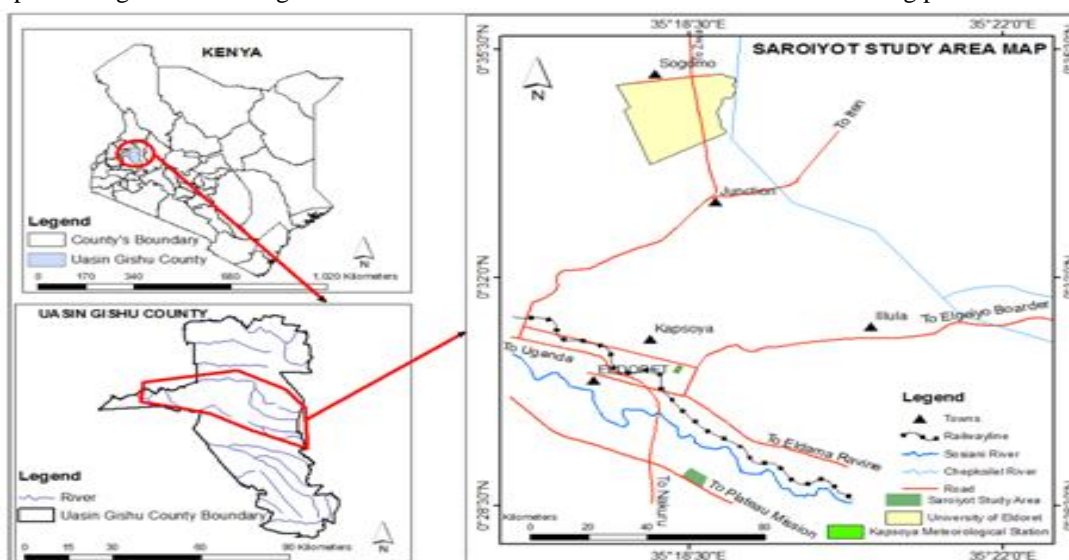 KENYA
Legend
County's Boundary
Uasin Gishu County
0 170 340 680 1,020 Kilometers
N
UASIN GISHU COUNTY
Legend
River
Uasin Gishu County Boundary
0 15 30 60 90 Kilometers
N
35°18'30"E 35°22'0"E
SAROIYOT STUDY AREA MAP
0°35'30"N
0°32'0"N
0°28'30"N
N
Sogomo
To Iten
Junction
Kapsoya
Illula
To Elgeiyo Boarder
To Uganda
ELDORET
To Eldama Ravine
To Plateau Mission
To Nakuru
Legend
Towns
Railwayline
Sosiani River
Chepkoilet River
Road
Saroiyot Study Area
University of Eldoret
Kapsoya Meteorological Station
Kilometers
0 20 40 80
35°18'30"E 35°22'0"E